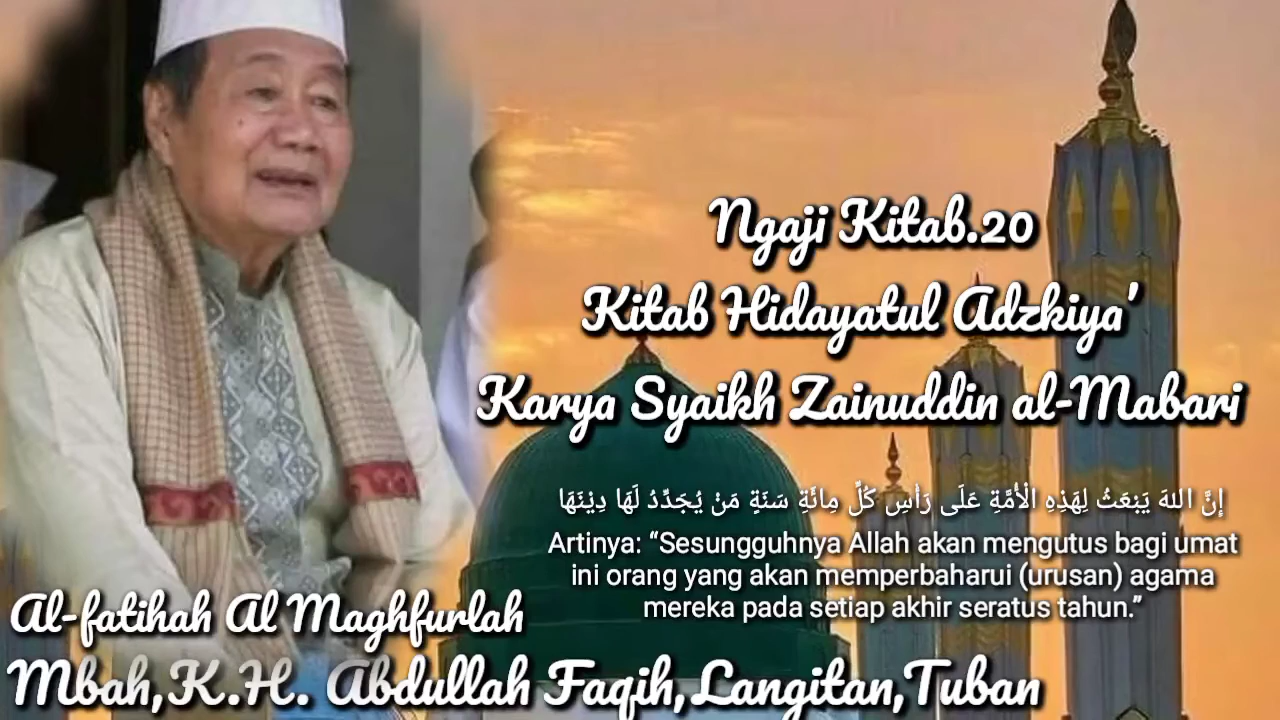 Ngaji Kitab.20
Kitab Hidayatul Adzkiya'
Karya Syaikh Zainuddin al-Mabari
إِنَّ اللهَ يَبْعَثُ لِهَذِهِ الْأُمَّةِ عَلَى رَأْسِ كُلِّ مِائَةِ سَنَةٍ مَنْ يُجَدِّدُ لَهَا دِيْنَهَا
Artinya: “Sesungguhnya Allah akan mengutus bagi umat
ini orang yang akan memperbaharui (urusan) agama
mereka pada setiap akhir seratus tahun.”
Al-fatihah Al Maghfurlah
Mbah,K.H. Abdullah Faqih,Langitan,Tuban